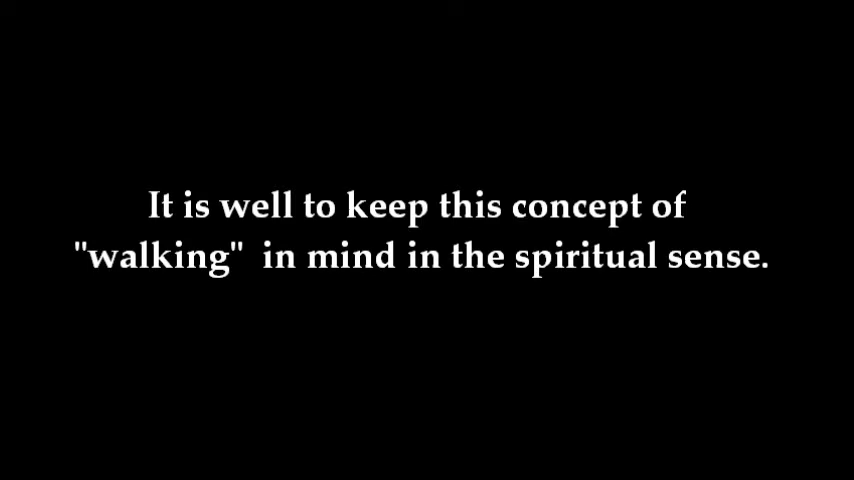 It is well to keep this concept of
"walking"  in mind in the spiritual sense.